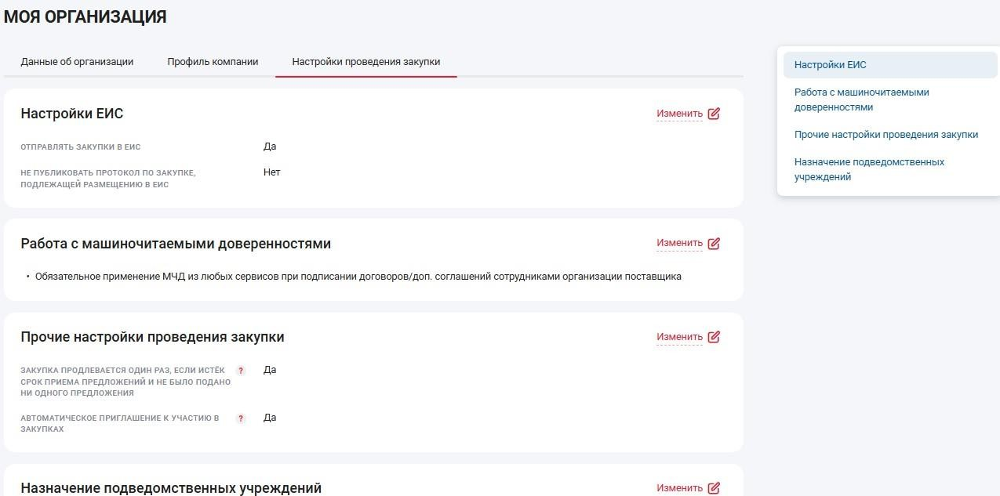 МОЯ ОРГАНИЗАЦИЯ
Данные об организации
Профиль компании
Настройки проведения закупки
Настройки ЕИС
Изменить
ОТПРАВЛЯТЬ ЗАКУПКИ В ЕИС
Да
НЕ ПУБЛИКОВАТЬ ПРОТОКОЛ ПО ЗАКУПКЕ,
ПОДЛЕЖАЩЕЙ РАЗМЕЩЕНИЮ В ЕИС
Нет
Работа с машиночитаемыми доверенностями
Изменить
• Обязательное применение МЧД из любых сервисов при подписании договоров/доп. соглашений сотрудниками организации поставщика
Прочие настройки проведения закупки
Изменить
ЗАКУПКА ПРОДЛЕВАЕТСЯ ОДИН РАЗ, ЕСЛИ ИСТЁК
СРОК ПРИЕМА ПРЕДЛОЖЕНИЙ И НЕ БЫЛО ПОДАНО
НИ ОДНОГО ПРЕДЛОЖЕНИЯ
?
Да
АВТОМАТИЧЕСКОЕ ПРИГЛАШЕНИЕ К УЧАСТИЮ В
ЗАКУПКАХ
?
Да
Назначение подведомственных учреждений
Изменить
Настройки ЕИС
Работа с машиночитаемыми
доверенностями
Прочие настройки проведения закупки
Назначение подведомственных
учреждений